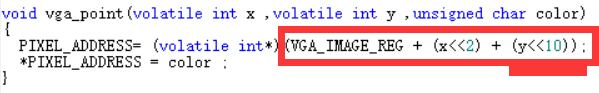 void vga_point(volatile int x ,volatile int y ,unsigned char color)
{
PIXEL_ADDRESS= (volatile int*)(VGA_IMAGE_REG + (x<<2) + (y<<10));
*PIXEL_ADDRESS = color ;
}